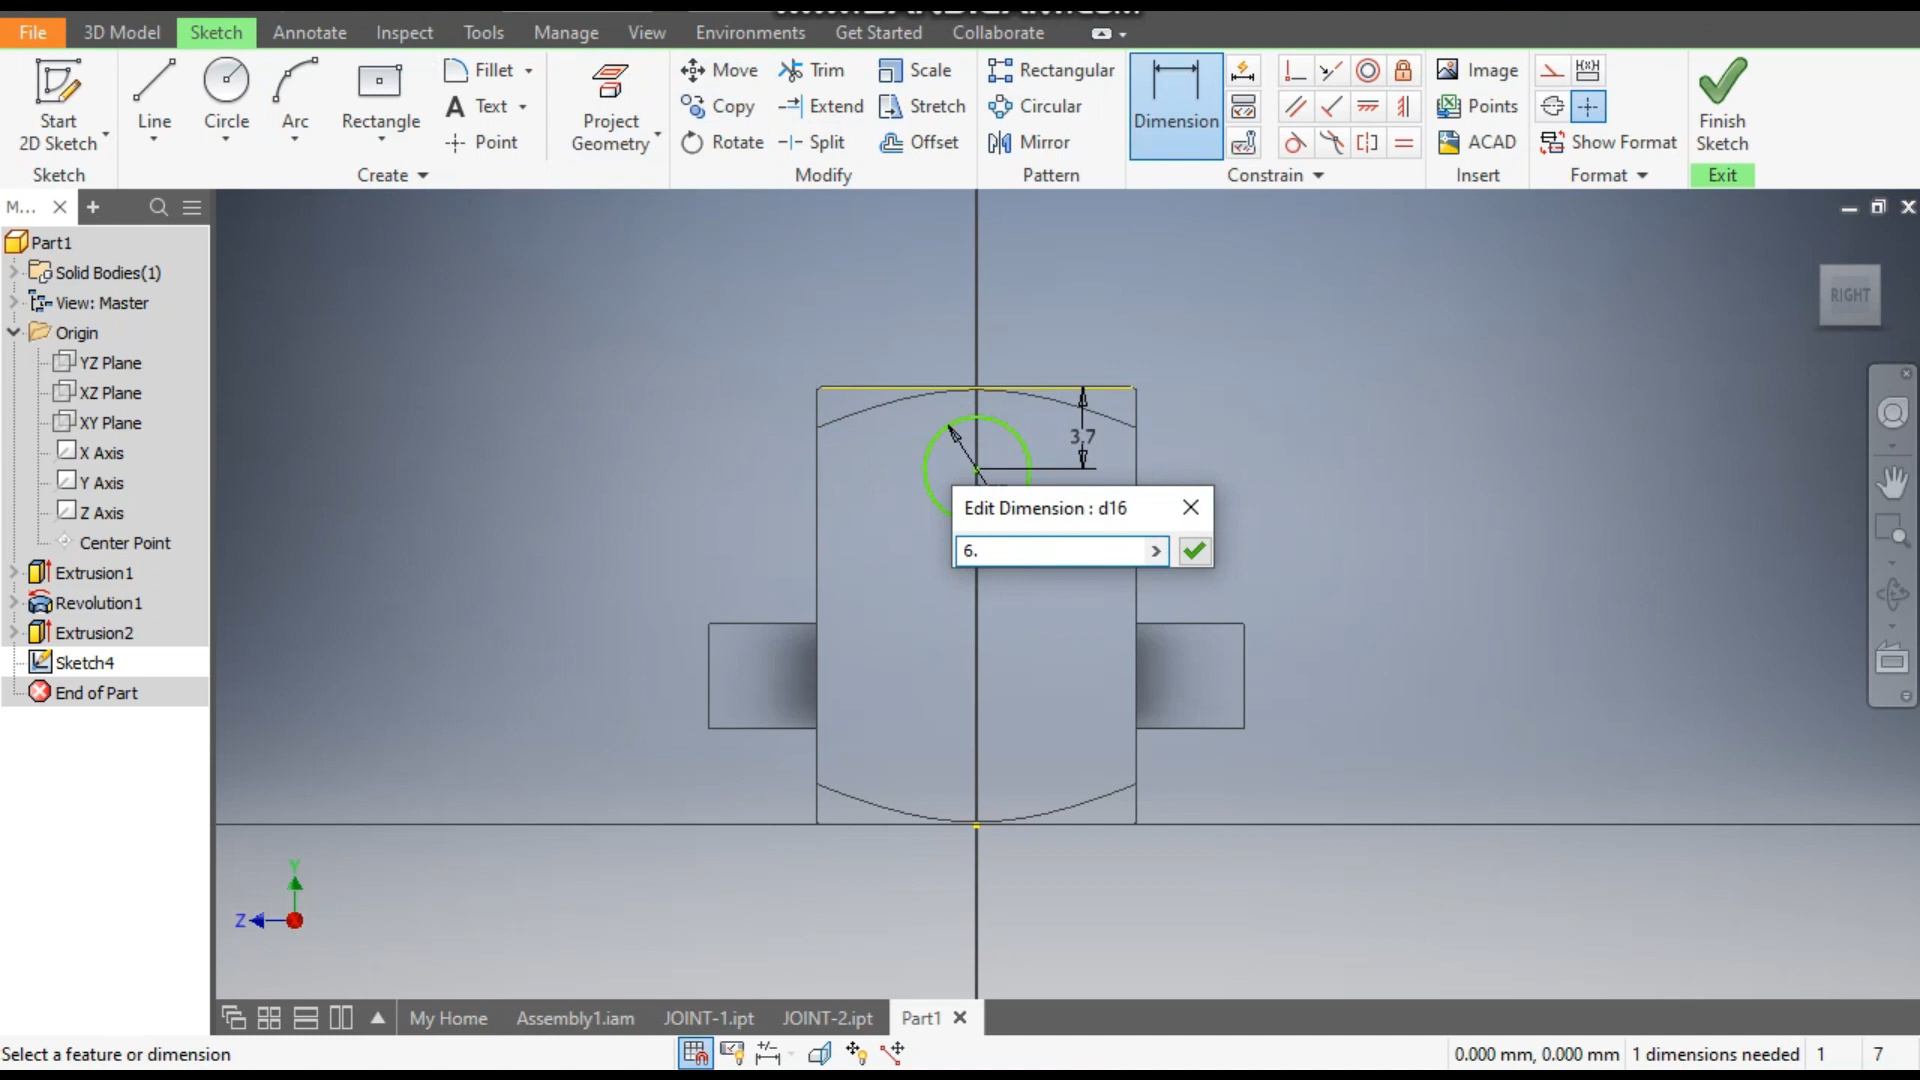 File 3D Model Sketch Annotate Inspect Tools Manage View Environments Get Started Collaborate
Start 2D Sketch
Line
Circle
Arc
Rectangle
Fillet
Text
Point
Project Geometry
Move
Copy
Rotate
Trim
Extend
Split
Scale
Stretch
Offset
Rectangular
Circular
Mirror
Dimension
Image
Points
ACAD
Show Format
Finish Sketch
Sketch Create Modify Pattern Constrain Insert Format Exit
M...
Part1
Solid Bodies(1)
View: Master
Origin
YZ Plane
XZ Plane
XY Plane
X Axis
Y Axis
Z Axis
Center Point
Extrusion1
Revolution1
Extrusion2
Sketch4
End of Part
RIGHT
3,7
Edit Dimension : d16
6.
Y
Z
My Home Assembly1.iam JOINT-1.ipt JOINT-2.ipt Part1
Select a feature or dimension 0.000 mm, 0.000 mm 1 dimensions needed 1 7